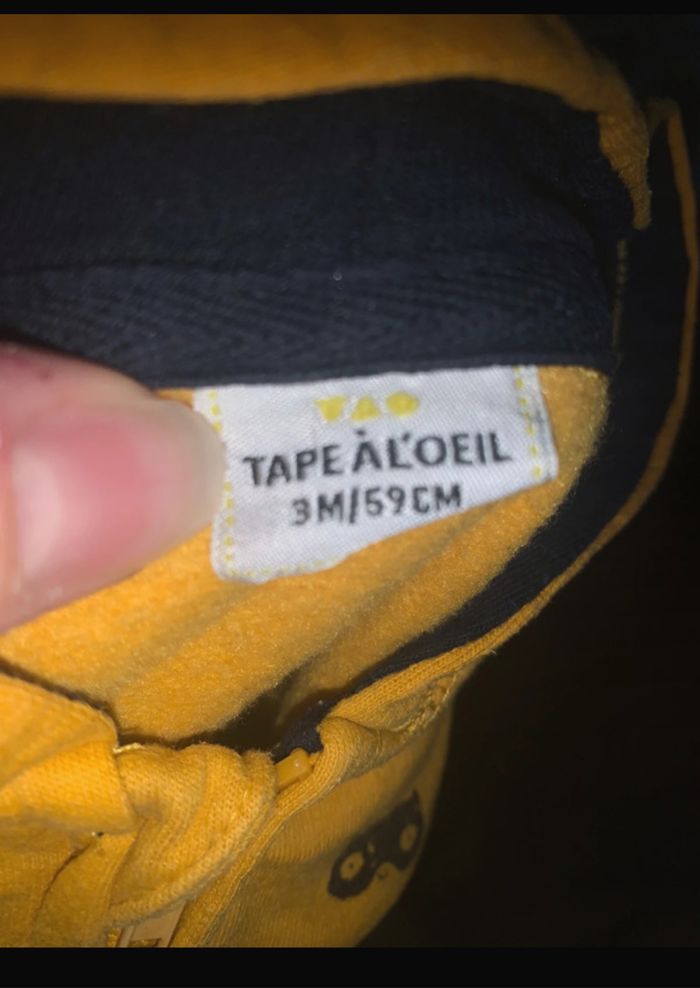 TAO
TAPE À L'OEIL
3M/59CM